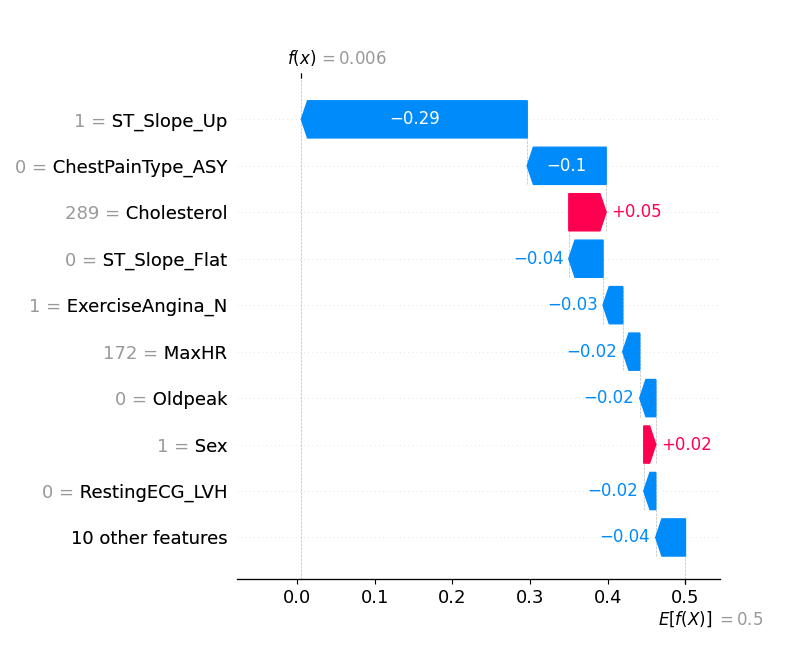 f(x) = 0.006
1 = ST_Slope_Up −0.29
0 = ChestPainType_ASY −0.1
289 = Cholesterol +0.05
0 = ST_Slope_Flat −0.04
1 = ExerciseAngina_N −0.03
172 = MaxHR −0.02
0 = Oldpeak −0.02
1 = Sex +0.02
0 = RestingECG_LVH −0.02
10 other features −0.04
0.0 0.1 0.2 0.3 0.4 0.5
E[f(X)] = 0.5